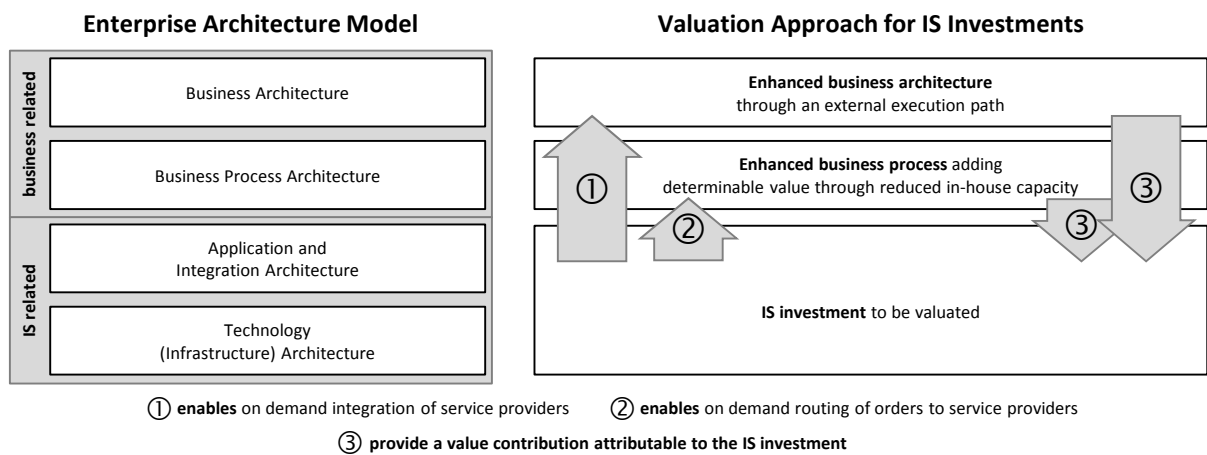 Enterprise Architecture Model
business related
Business Architecture
Business Process Architecture
IS related
Application and
Integration Architecture
Technology
(Infrastructure) Architecture
Valuation Approach for IS Investments
Enhanced business architecture
through an external execution path
Enhanced business process adding
determinable value through reduced in-house capacity
①
②
③
③
IS investment to be valuated
① enables on demand integration of service providers ② enables on demand routing of orders to service providers
③ provide a value contribution attributable to the IS investment